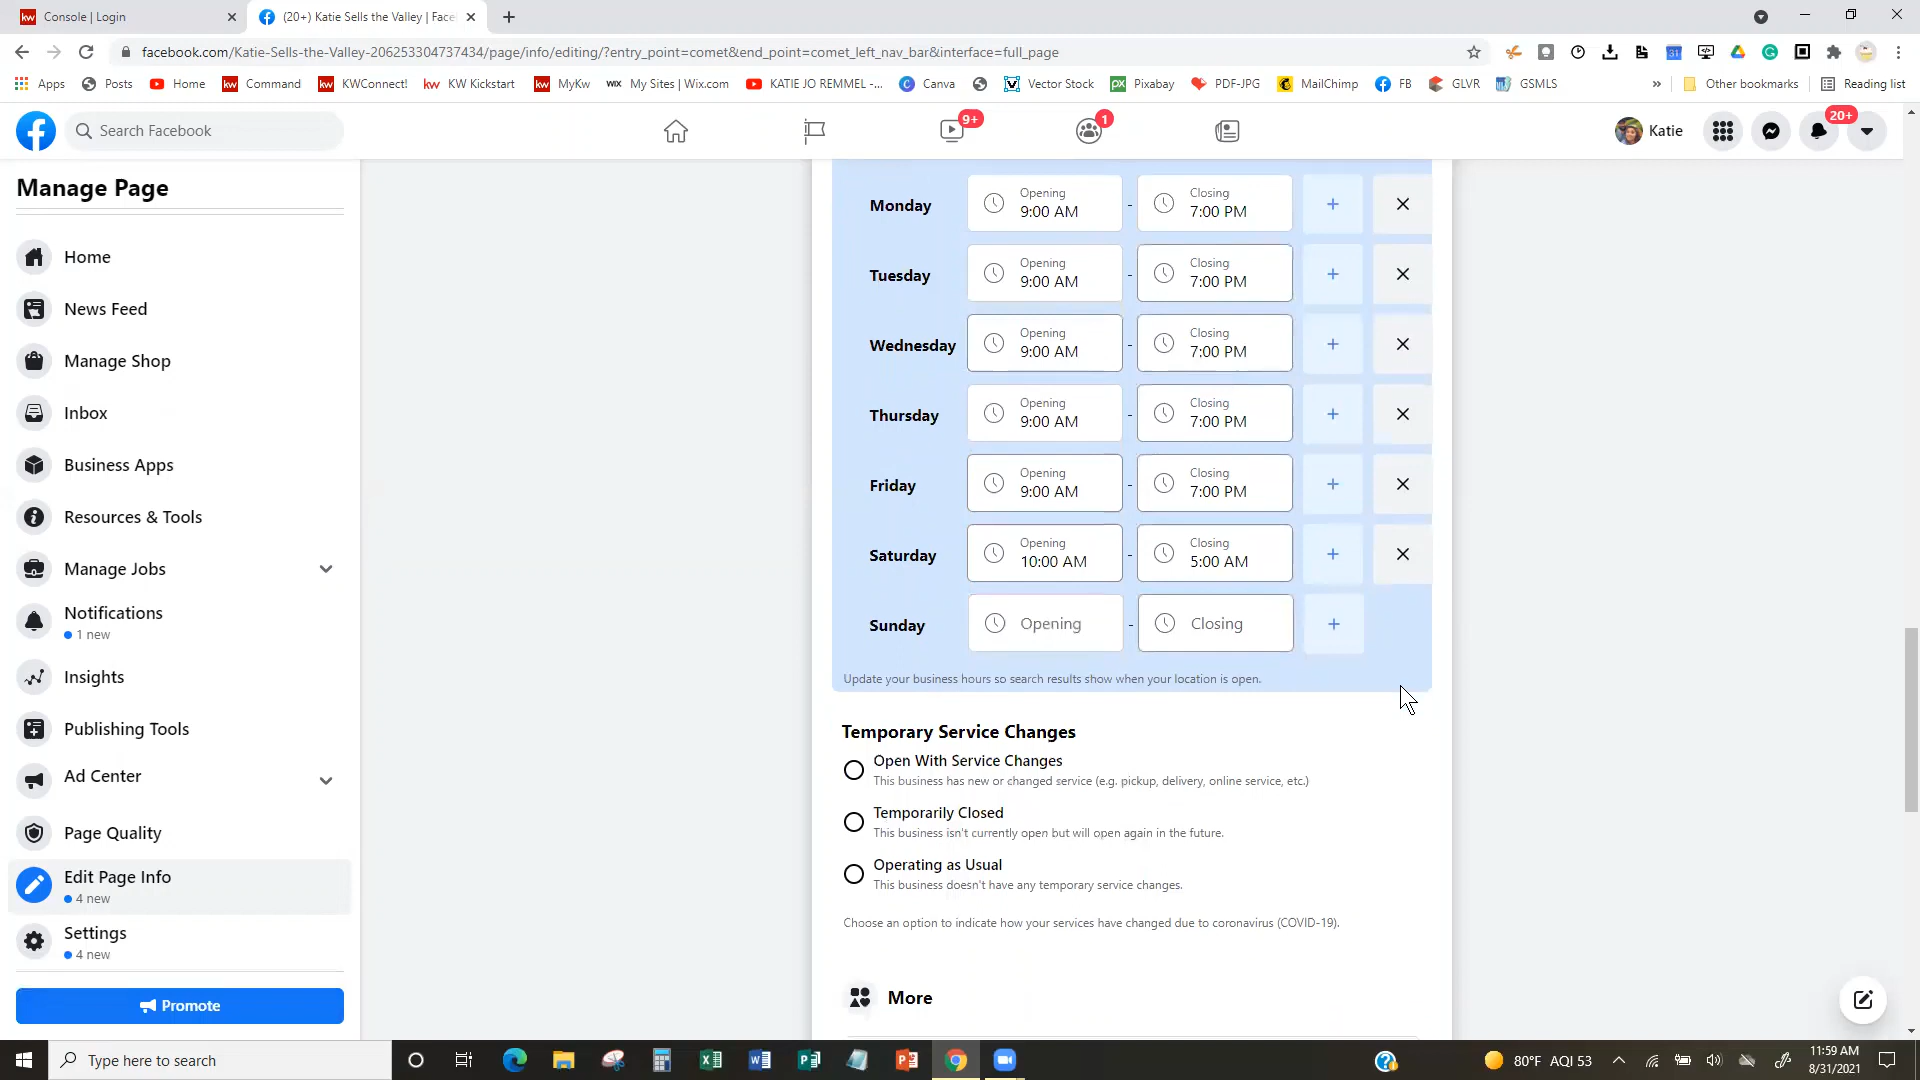 Console | Login
(20+) Katie Sells the Valley | Face
facebook.com/Katie-Sells-the-Valley-206253304737434/page/info/editing/?entry_point=comet&end_point=comet_left_nav_bar&interface=full_page
Apps
Posts
Home
Command
KWConnect!
KW Kickstart
MyKw
My Sites | Wix.com
KATIE JO REMMEL -...
Canva
Vector Stock
Pixabay
PDF-JPG
MailChimp
FB
GLVR
GSMLS
»
Other bookmarks
Reading list
Search Facebook
9+
1
Katie
20+
Manage Page
Home
News Feed
Manage Shop
Inbox
Business Apps
Resources & Tools
Manage Jobs
Notifications
1 new
Insights
Publishing Tools
Ad Center
Page Quality
Edit Page Info
4 new
Settings
4 new
Promote
Monday Opening 9:00 AM - Closing 7:00 PM
Tuesday Opening 9:00 AM - Closing 7:00 PM
Wednesday Opening 9:00 AM - Closing 7:00 PM
Thursday Opening 9:00 AM - Closing 7:00 PM
Friday Opening 9:00 AM - Closing 7:00 PM
Saturday Opening 10:00 AM - Closing 5:00 AM
Sunday Opening - Closing
Update your business hours so search results show when your location is open.
Temporary Service Changes
Open With Service Changes
This business has new or changed service (e.g. pickup, delivery, online service, etc.)
Temporarily Closed
This business isn't currently open but will open again in the future.
Operating as Usual
This business doesn't have any temporary service changes.
Choose an option to indicate how your services have changed due to coronavirus (COVID-19).
More
Type here to search
80°F AQI 53
11:59 AM
8/31/2021